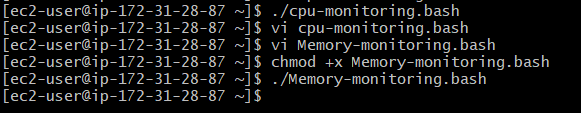 [ec2-user@ip-172-31-28-87 ~]$ ./cpu-monitoring.bash
[ec2-user@ip-172-31-28-87 ~]$ vi cpu-monitoring.bash
[ec2-user@ip-172-31-28-87 ~]$ vi Memory-monitoring.bash
[ec2-user@ip-172-31-28-87 ~]$ chmod +x Memory-monitoring.bash
[ec2-user@ip-172-31-28-87 ~]$ ./Memory-monitoring.bash
[ec2-user@ip-172-31-28-87 ~]$